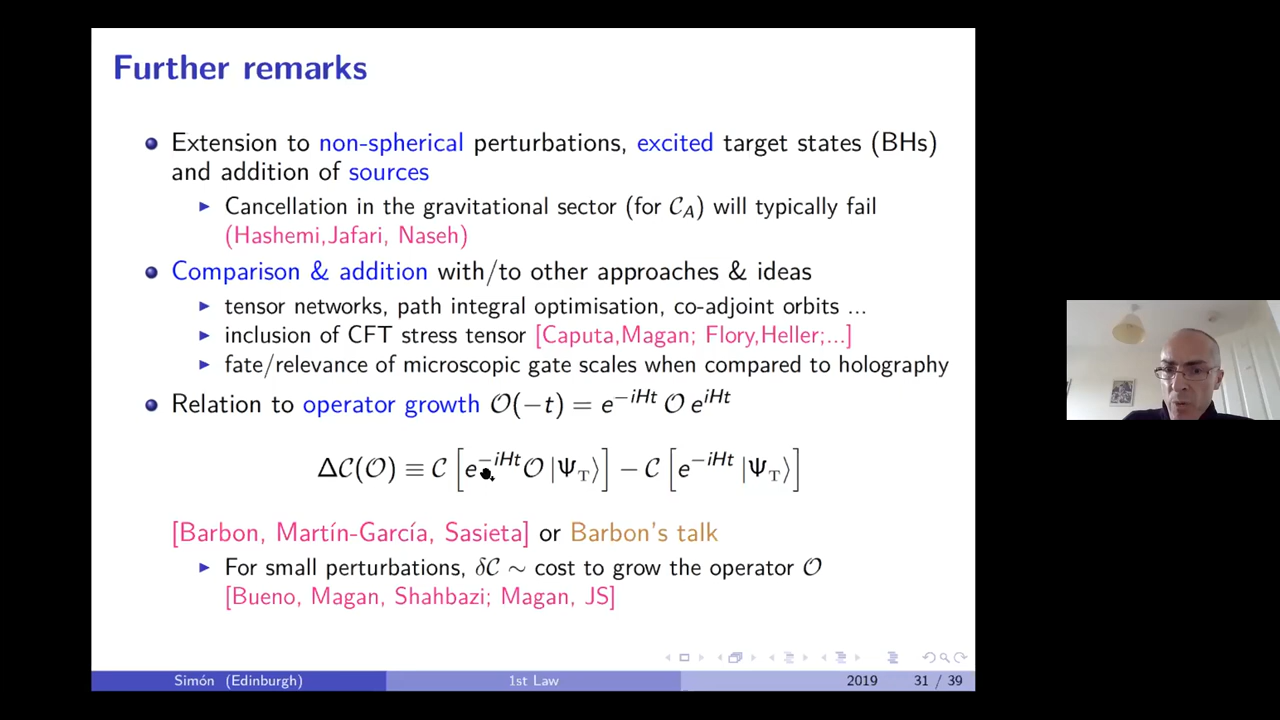 Further remarks
Extension to non-spherical perturbations, excited target states (BHs)
and addition of sources
Cancellation in the gravitational sector (for 𝒞_A) will typically fail
(Hashemi,Jafari, Naseh)
Comparison & addition with/to other approaches & ideas
tensor networks, path integral optimisation, co-adjoint orbits ...
inclusion of CFT stress tensor [Caputa,Magan; Flory,Heller;...]
fate/relevance of microscopic gate scales when compared to holography
Relation to operator growth 𝒪(−t) = e^{−iHt} 𝒪 e^{iHt}
Δ𝒞(𝒪) ≡ 𝒞 [e^{−iHt} 𝒪 |Ψ_T⟩] − 𝒞 [e^{−iHt} |Ψ_T⟩]
[Barbon, Martín-García, Sasieta] or Barbon's talk
For small perturbations, δ𝒞 ∼ cost to grow the operator 𝒪
[Bueno, Magan, Shahbazi; Magan, JS]
Simón (Edinburgh) 1st Law 2019 31 / 39